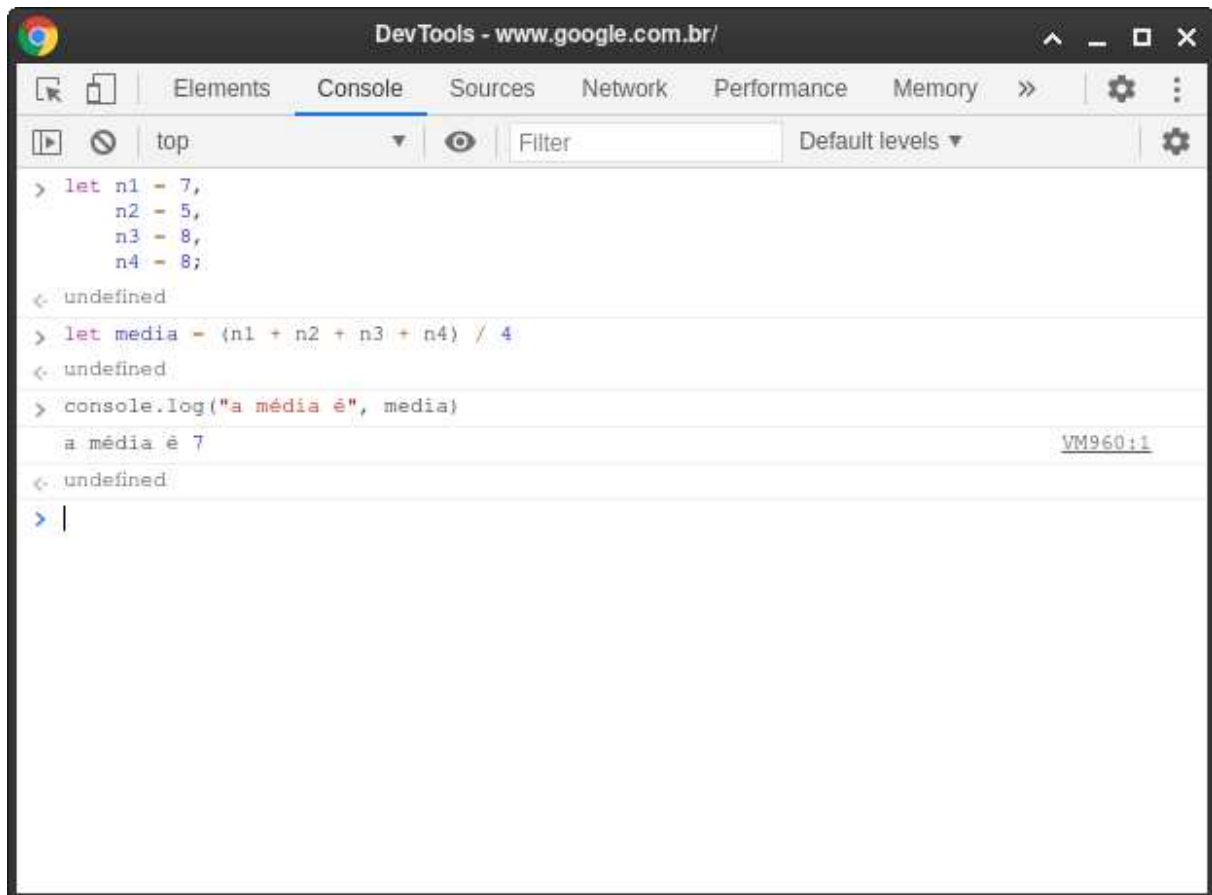 DevTools - www.google.com.br/
Elements Console Sources Network Performance Memory »
top Filter Default levels ▼
> let n1 = 7,
n2 = 5,
n3 = 8,
n4 = 8;
<· undefined
> let media = (n1 + n2 + n3 + n4) / 4
<· undefined
> console.log("a média é", media)
a média é 7 VM960:1
<· undefined
>